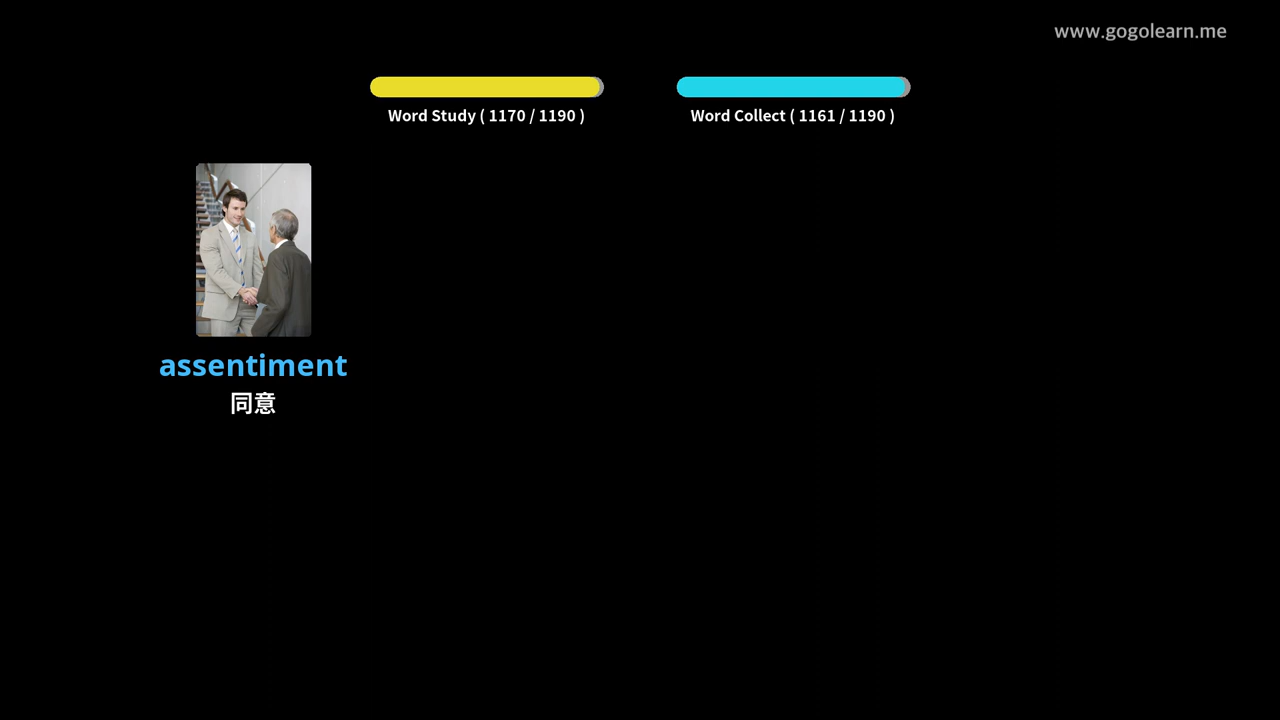 www.gogolearn.me
Word Study ( 1170 / 1190 )
Word Collect ( 1161 / 1190 )
assentiment
同意